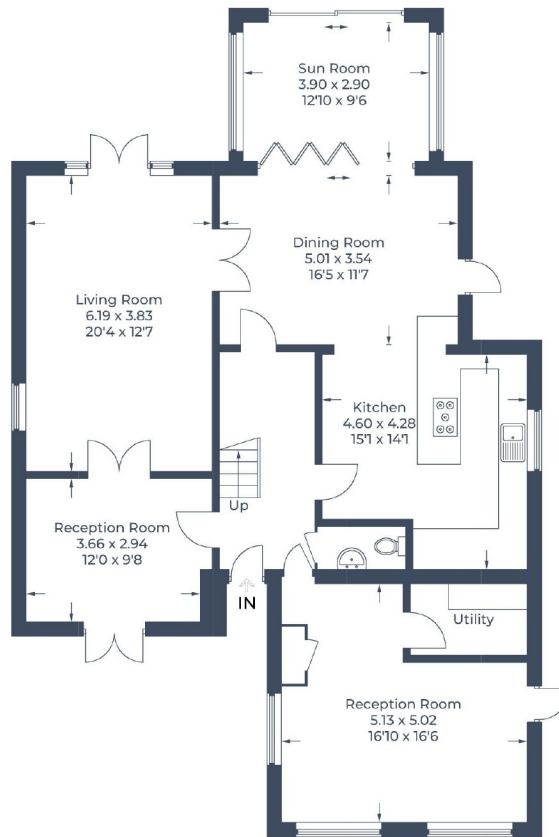 Sun Room
3.90 x 2.90
12'10 x 9'6
Dining Room
5.01 x 3.54
16'5 x 11'7
Living Room
6.19 x 3.83
20'4 x 12'7
Kitchen
4.60 x 4.28
15'1 x 14'1
Up
Reception Room
3.66 x 2.94
12'0 x 9'8
IN
Utility
Reception Room
5.13 x 5.02
16'10 x 16'6